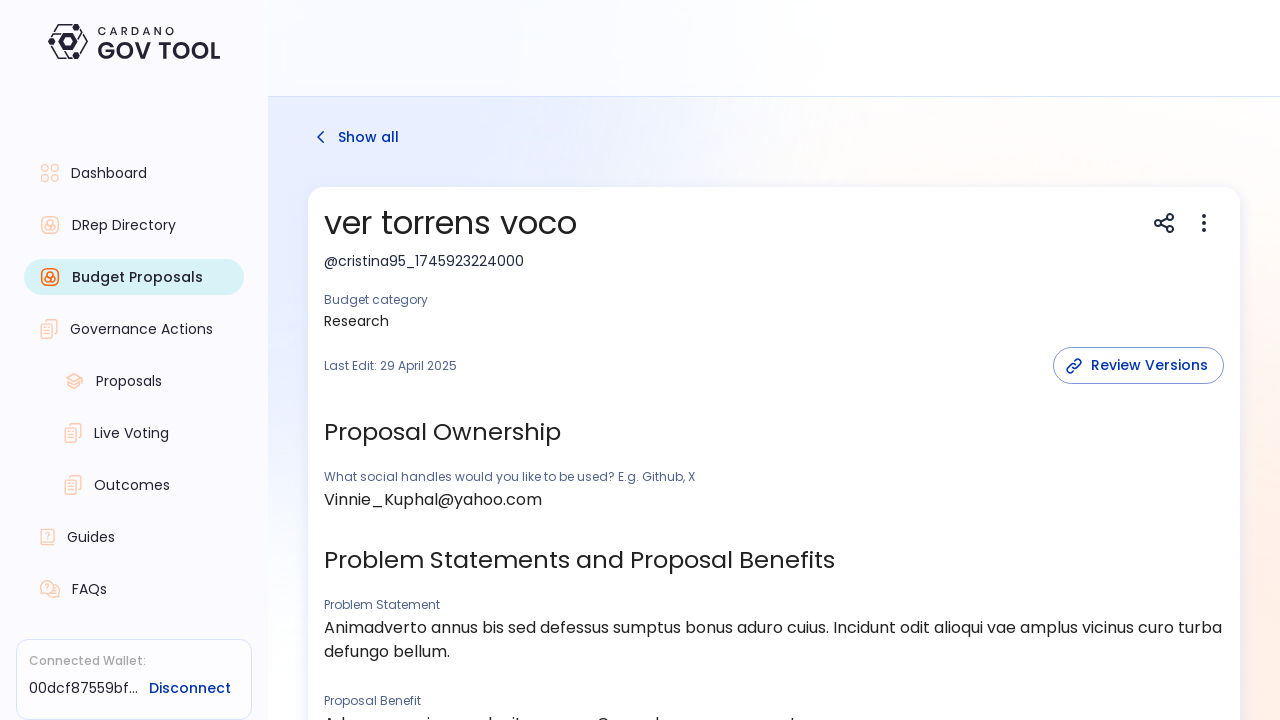 CARDANO
GOV TOOL
Dashboard
DRep Directory
Budget Proposals
Governance Actions
Proposals
Live Voting
Outcomes
Guides
FAQs
Connected Wallet:
00dcf87559bf... Disconnect
Show all
ver torrens voco
@cristina95_1745923224000
Budget category
Research
Last Edit: 29 April 2025
Review Versions
Proposal Ownership
What social handles would you like to be used? E.g. Github, X
Vinnie_Kuphal@yahoo.com
Problem Statements and Proposal Benefits
Problem Statement
Animadverto annus bis sed defessus sumptus bonus aduro cuius. Incidunt odit alioqui vae amplus vicinus curo turba
defungo bellum.
Proposal Benefit